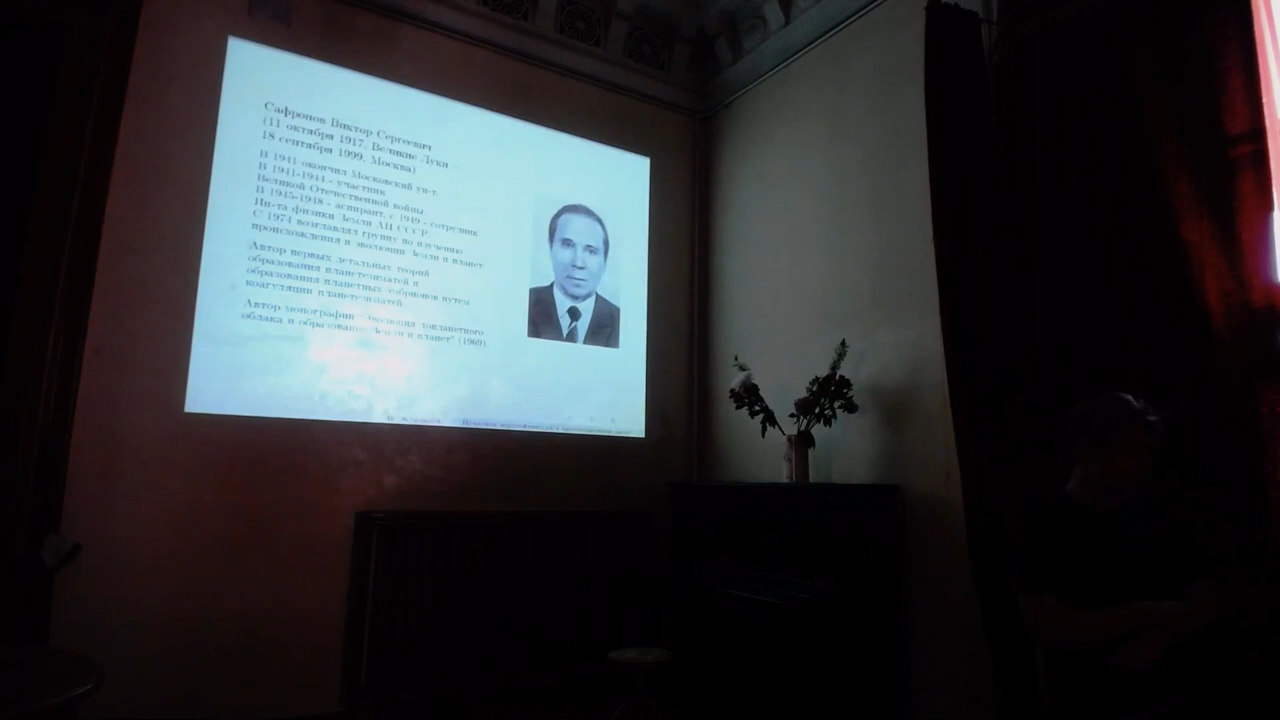 Сафронов Виктор Сергеевич
(11 октября 1917, Великие Луки —
18 сентября 1999, Москва)
В 1941 окончил Московский ун-т.
В 1941-1944 - участник
Великой Отечественной войны
В 1945-1948 - аспирант, с 1949 - сотрудник
Ин-та физики Земли АН СССР
С 1974 возглавлял группу по изучению
происхождения и эволюции Земли и планет
Автор первых детальных теорий
образования планетезималей и
образования планетных эмбрионов путем
коагуляции планетезималей
Автор монографии "Эволюция допланетного
облака и образование Земли и планет" (1969)